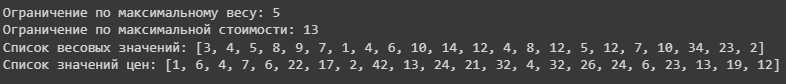 Ограничение по максимальному весу: 5
Ограничение по максимальной стоимости: 13
Список весовых значений: [3, 4, 5, 8, 9, 7, 1, 4, 6, 10, 14, 12, 4, 8, 12, 5, 12, 7, 10, 34, 23, 2]
Список значений цен: [1, 6, 4, 7, 6, 22, 17, 2, 42, 13, 24, 21, 32, 4, 32, 26, 24, 6, 23, 13, 19, 12]